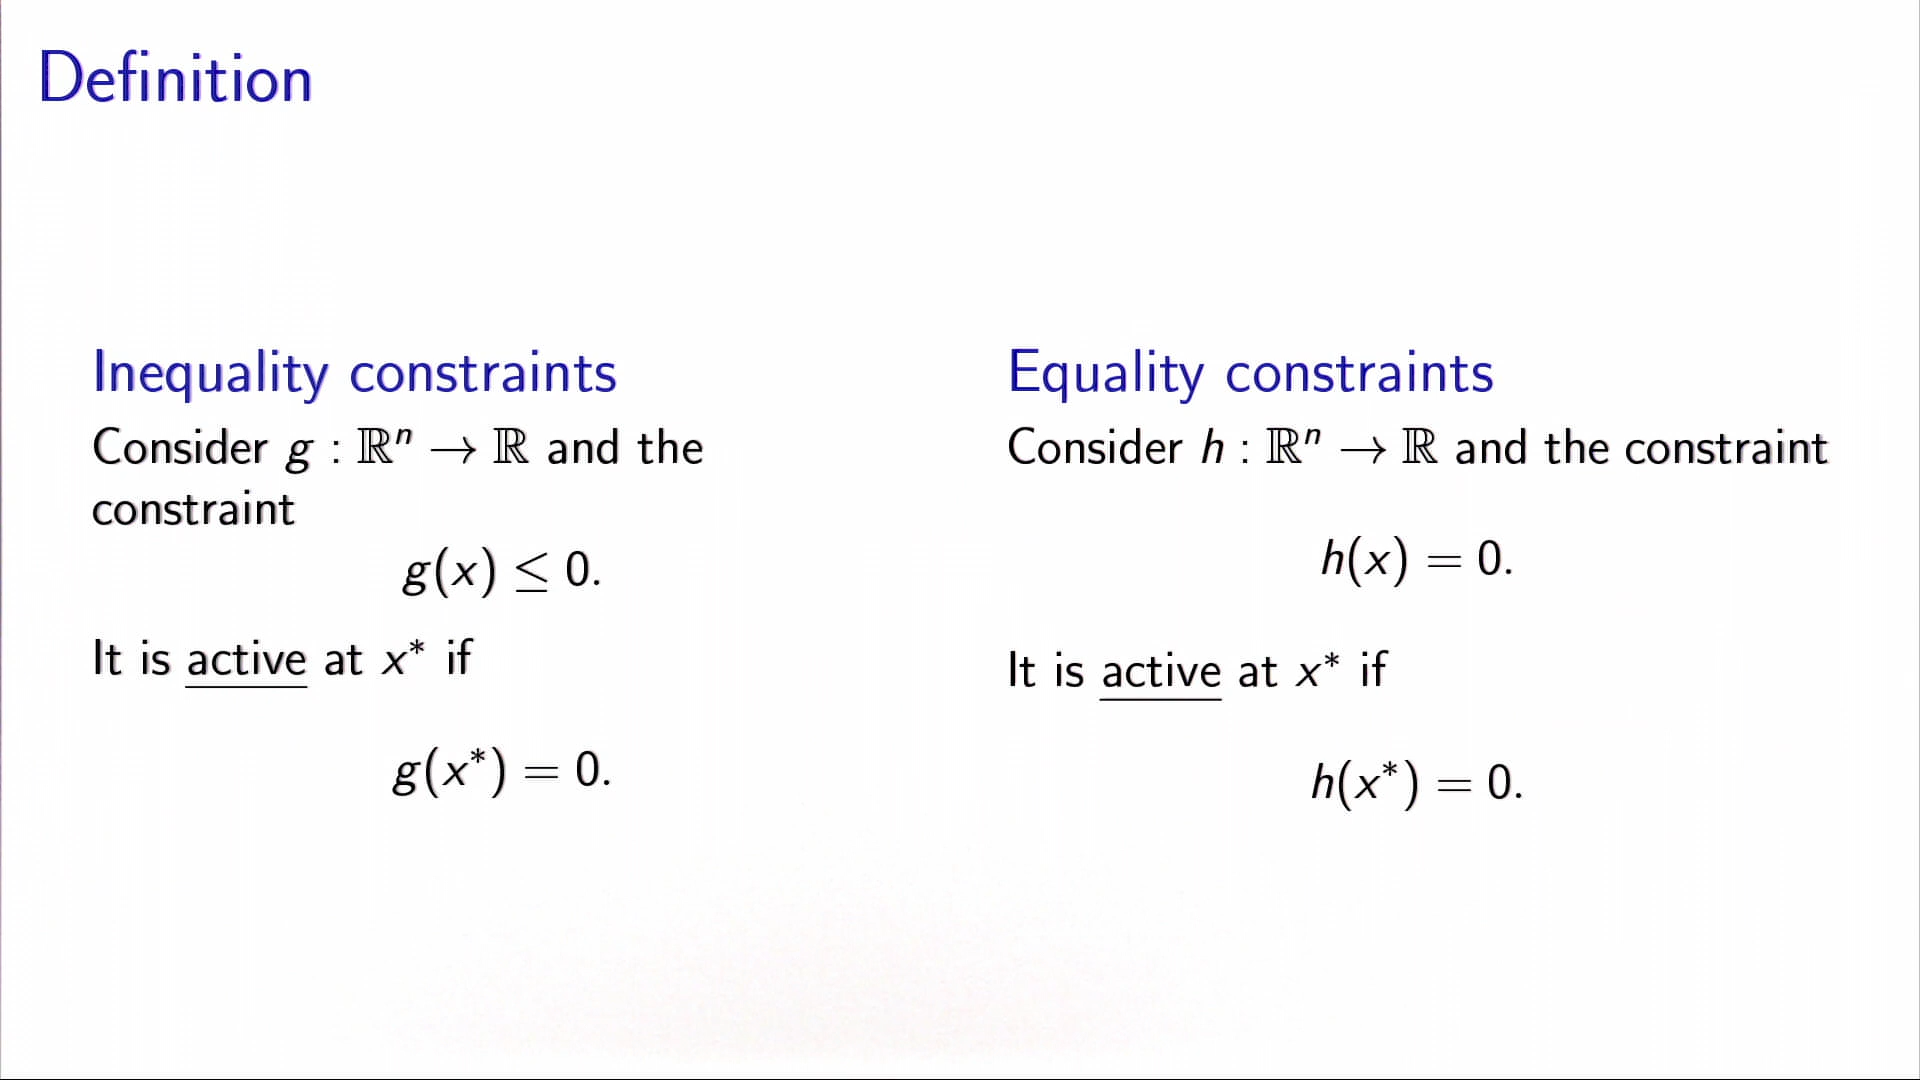 Definition
Inequality constraints
Consider g : ℝⁿ → ℝ and the
constraint
g(x) ≤ 0.
It is active at x* if
g(x*) = 0.
Equality constraints
Consider h : ℝⁿ → ℝ and the constraint
h(x) = 0.
It is active at x* if
h(x*) = 0.